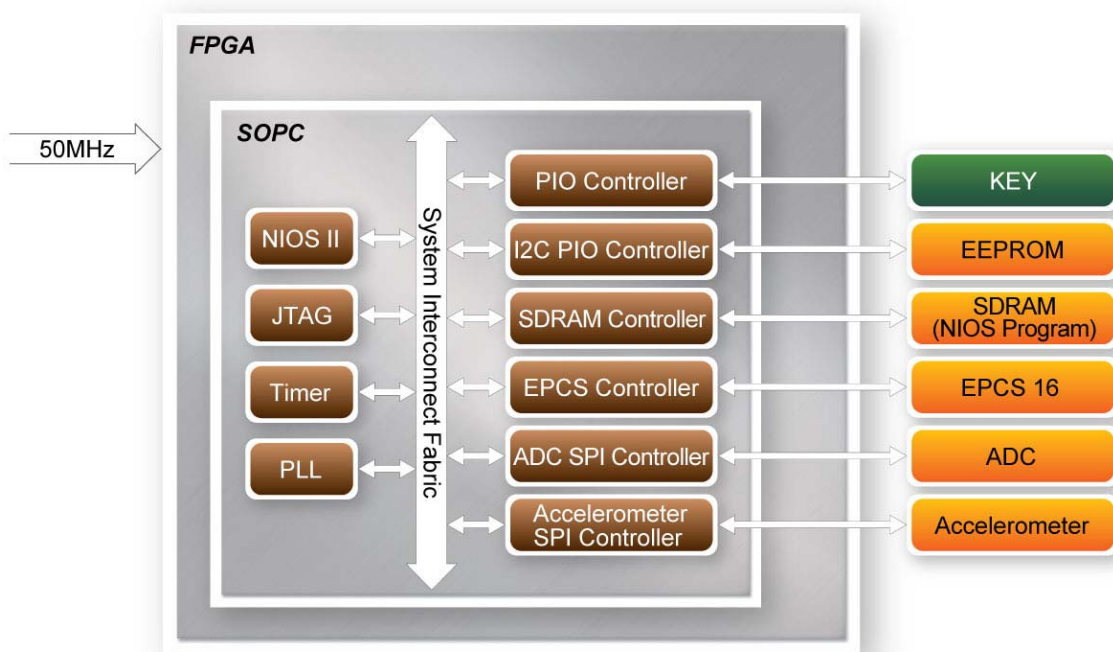 FPGA
SOPC
50MHz
NIOS II
JTAG
Timer
PLL
System Interconnect Fabric
PIO Controller
I2C PIO Controller
SDRAM Controller
EPCS Controller
ADC SPI Controller
Accelerometer
SPI Controller
KEY
EEPROM
SDRAM
(NIOS Program)
EPCS 16
ADC
Accelerometer